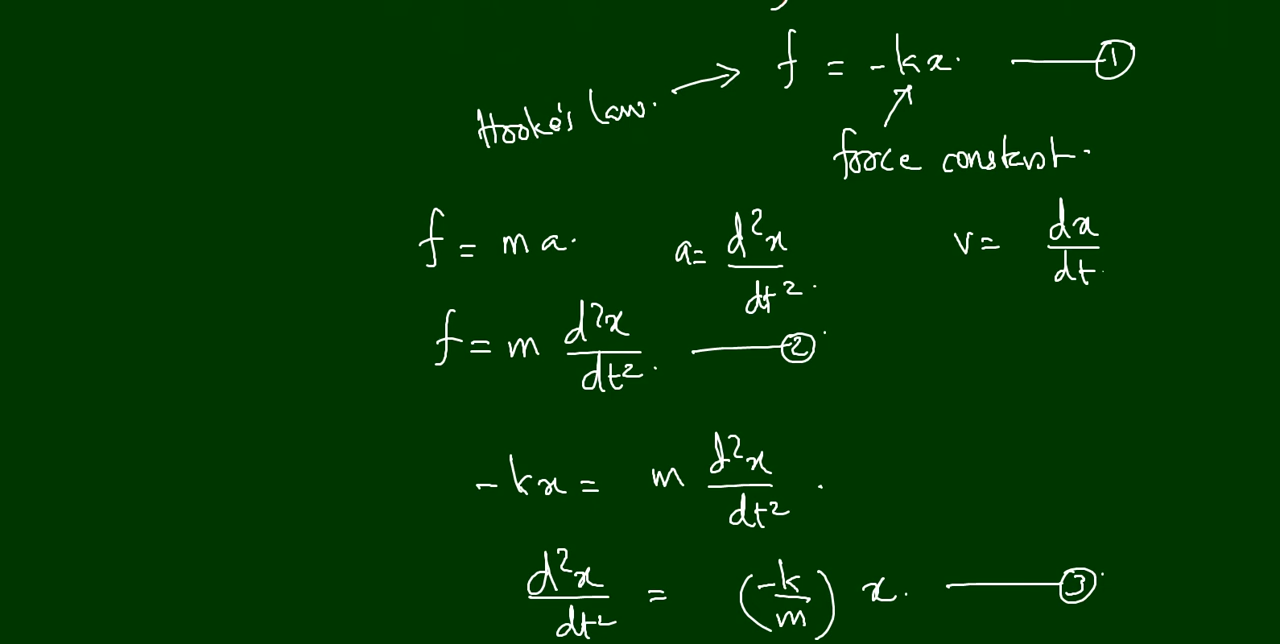 f = -kx. ——①
Hooke's Law. →
force constant.
f = ma. a = d²x/dt². v = dx/dt.
f = m d²x/dt². ——②
-kx = m d²x/dt².
d²x/dt² = (-k/m) x. ——③